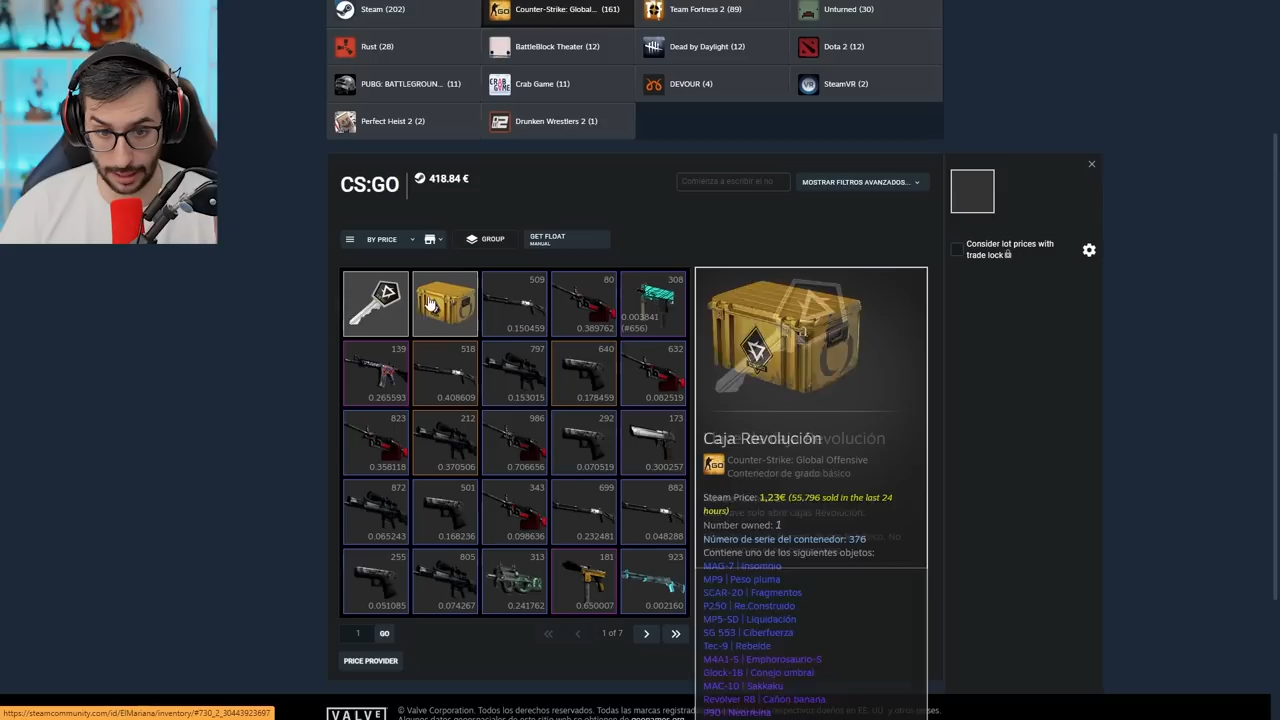 Steam (202)
Counter-Strike: Global... (161)
Team Fortress 2 (89)
Unturned (30)
Rust (28)
BattleBlock Theater (12)
Dead by Daylight (12)
Dota 2 (12)
PUBG: BATTLEGROUN... (11)
Crab Game (11)
DEVOUR (4)
SteamVR (2)
Perfect Heist 2 (2)
Drunken Wrestlers 2 (1)
CS:GO
418.84 €
Comienza a escribir el no
MOSTRAR FILTROS AVANZADOS...
BY PRICE
GROUP
GET FLOAT
MANUAL
Consider lot prices with
trade lock
509
0.150459
80
0.389762
308
0.003841
(#656)
139
0.265593
518
0.408609
797
0.153015
640
0.178459
632
0.082519
823
0.358118
212
0.370506
986
0.706656
292
0.070519
173
0.300257
872
0.065243
501
0.168236
343
0.098636
699
0.066431
882
0.048288
255
0.051085
805
0.074267
313
0.241762
181
0.650007
923
0.002160
1
GO
1 of 7
PRICE PROVIDER
Caja Revolución
Counter-Strike: Global Offensive
Contenedor de grado básico
Steam Price: 1,23€ (55,796 sold in the last 24
hours)
Number owned: 1
Número de serie del contenedor: 376
Contiene uno de los siguientes objetos:
MAG-7 | Insomnio
MP9 | Peso pluma
SCAR-20 | Fragmentos
P250 | Re.Construido
MP5-SD | Liquidación
SG 553 | Ciberfuerza
Tec-9 | Rebelde
M4A1-S | Emphorosaurio-S
Glock-18 | Conejo umbral
MAC-10 | Sakkaku
Revólver R8 | Cañón banana
P90 | Neorreina
https://steamcommunity.com/id/ElMariana/inventory/#730_2_30443923697
VALVE
© Valve Corporation. Todos los derechos reservados. Todas las marcas registradas